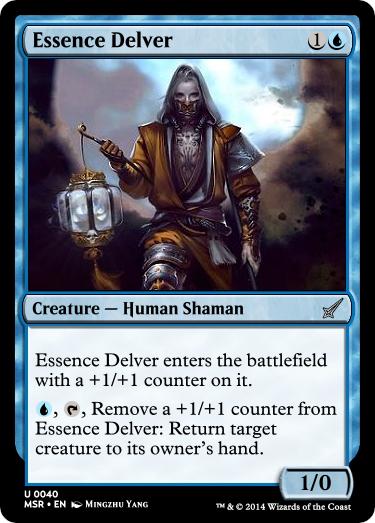 Essence Delver 1
Creature — Human Shaman
Essence Delver enters the battlefield
with a +1/+1 counter on it.
, , Remove a +1/+1 counter from
Essence Delver: Return target
creature to its owner's hand.
1/0
U 0040
MSR • EN Mingzhu Yang
™ & © 2014 Wizards of the Coast